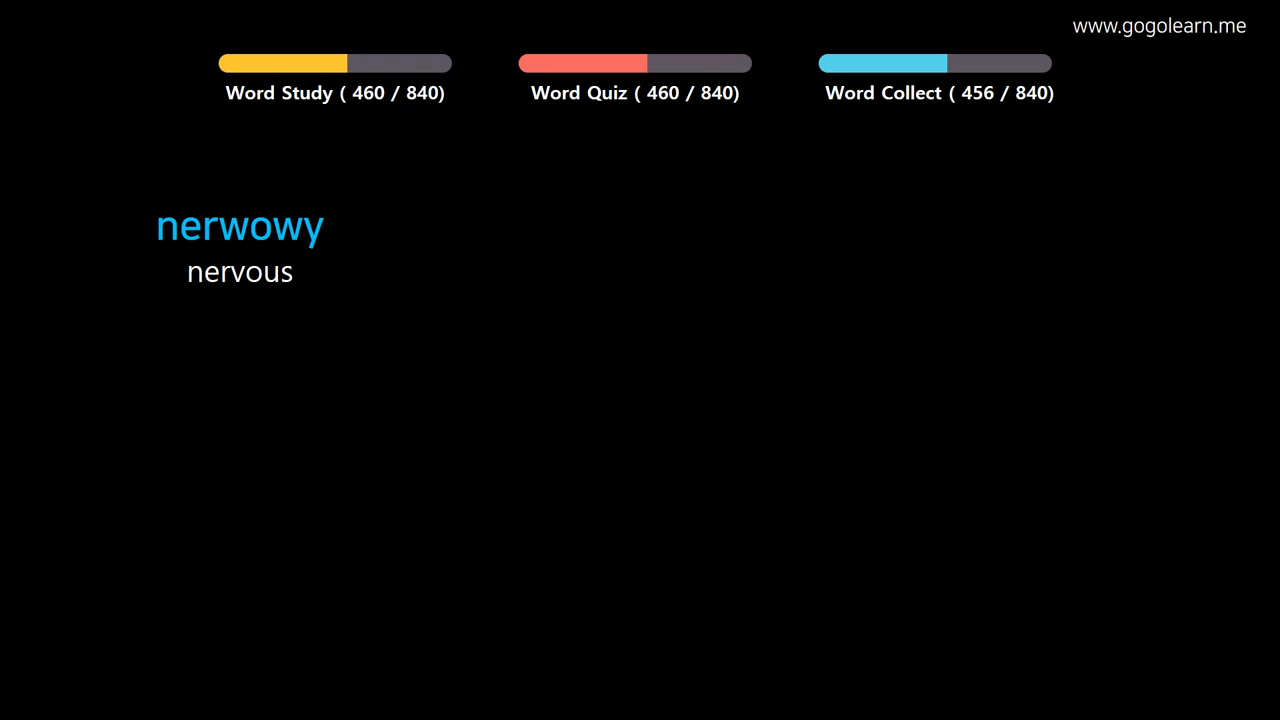 www.gogolearn.me
Word Study ( 460 / 840)
Word Quiz ( 460 / 840)
Word Collect ( 456 / 840)
nerwowy
nervous